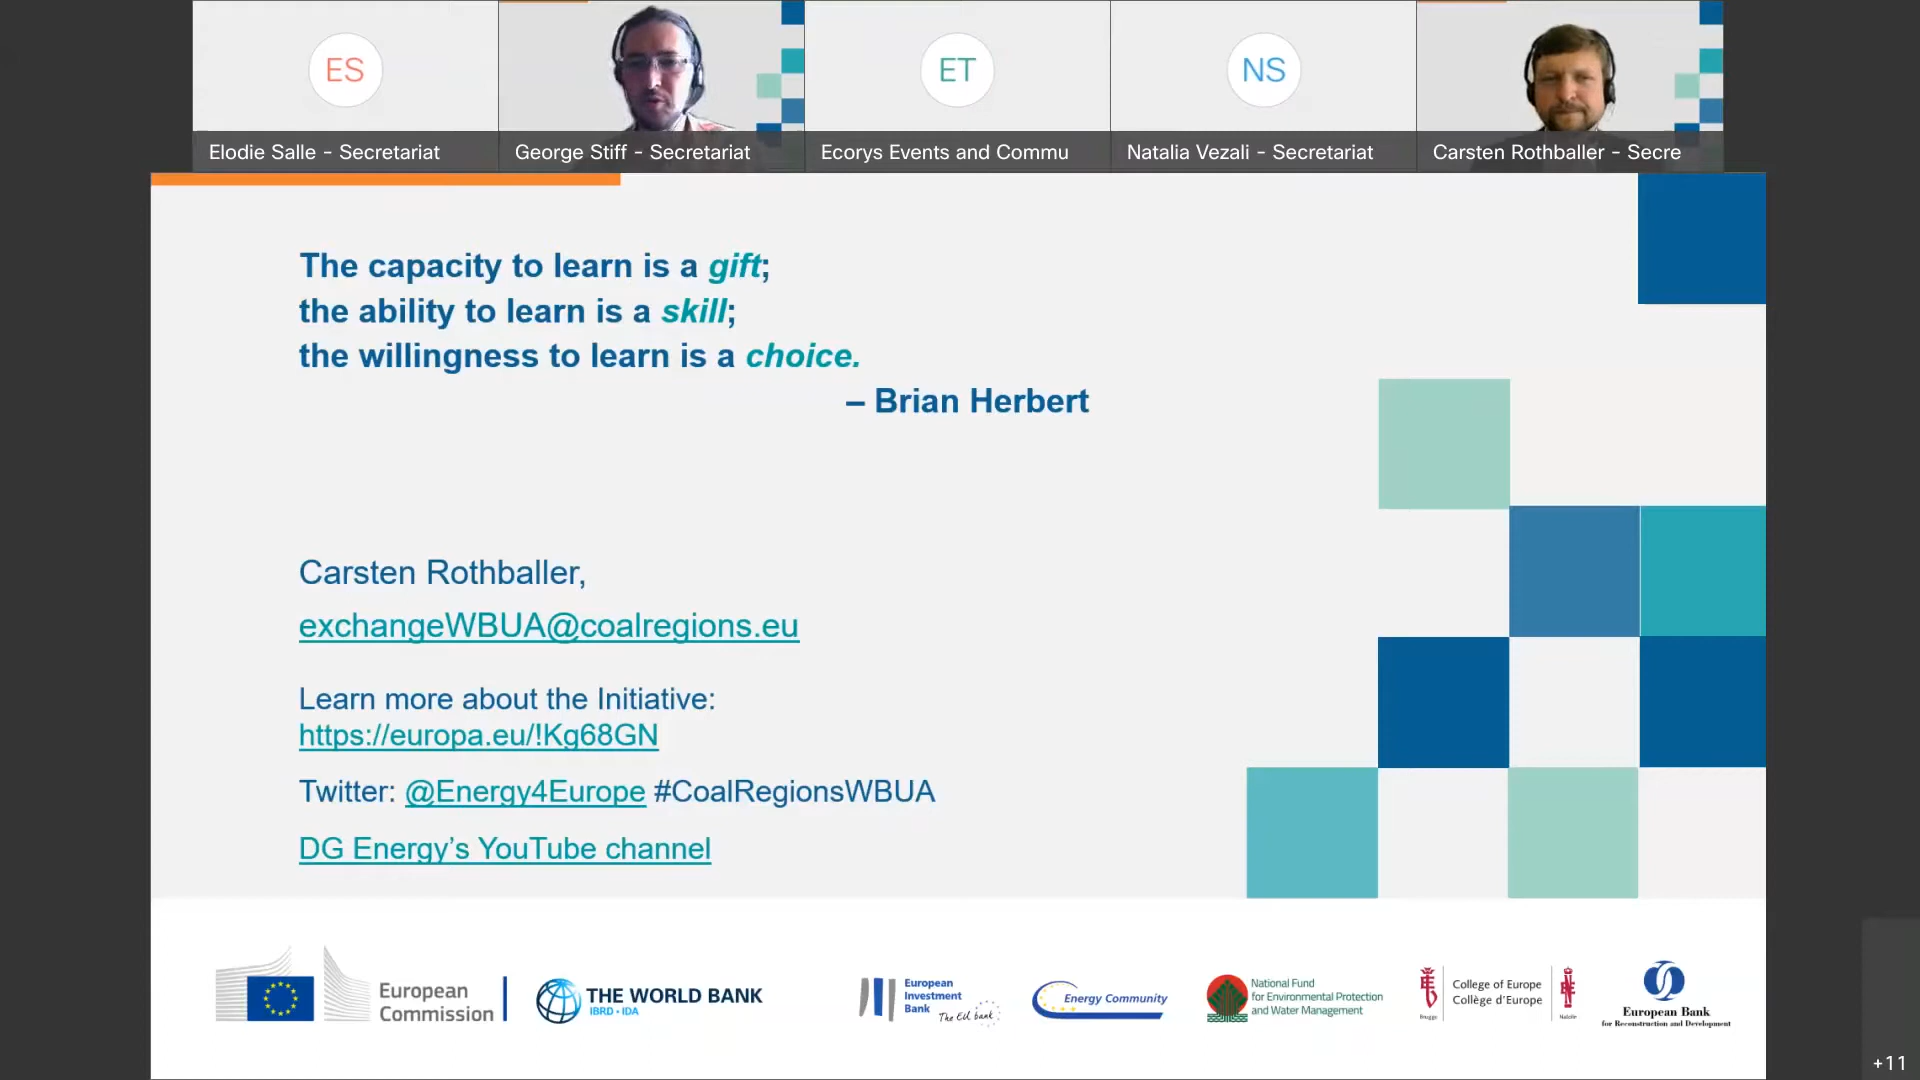 ES
ET
NS
Elodie Salle - Secretariat
George Stiff - Secretariat
Ecorys Events and Commu
Natalia Vezali - Secretariat
Carsten Rothballer - Secre
The capacity to learn is a gift;
the ability to learn is a skill;
the willingness to learn is a choice.
– Brian Herbert
Carsten Rothballer,
exchangeWBUA@coalregions.eu
Learn more about the Initiative:
https://europa.eu/!Kg68GN
Twitter: @Energy4Europe #CoalRegionsWBUA
DG Energy’s YouTube channel
European
Commission
THE WORLD BANK
IBRD • IDA
European
Investment
Bank
The EU bank
Energy Community
National Fund
for Environmental Protection
and Water Management
College of Europe
Collège d'Europe
Brugge
Natolin
European Bank
for Reconstruction and Development
+11